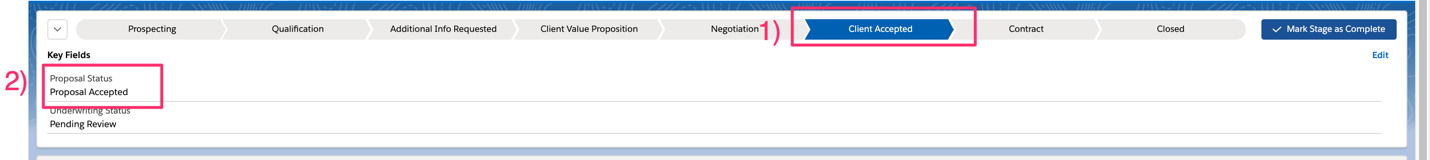 1)
Prospecting
Qualification
Additional Info Requested
Client Value Proposition
Negotiation
Client Accepted
Contract
Closed
Mark Stage as Complete
Key Fields
Edit
2)
Proposal Status
Proposal Accepted
Underwriting Status
Pending Review